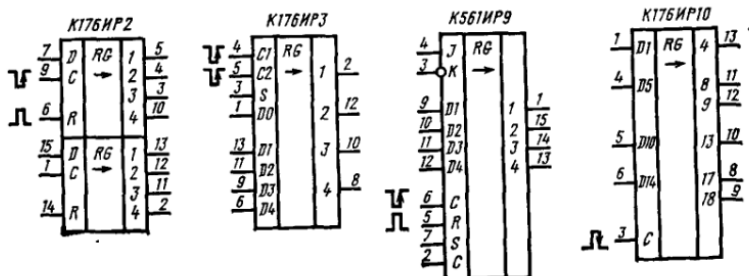 К176ИР2
7 D RG 1 5
9 C 2 4
3 3
6 R 4 10
15 D RG 1 13
1 C 2 12
3 11
14 R 4 2
К176ИР3
4 C1 RG
5 C2 1 2
3 S
1 D0 2 12
13 D1 3 10
11 D2
9 D3 4 8
6 D4
К561ИР9
4 J RG
3 K
9 D1 1 1
10 D2 2 15
11 D3 3 14
12 D4 4 13
6 C
5 R
7 S
2 C
К176ИР10
1 D1 RG 4 13
4 D5 8 11
9 12
5 D10 13 10
6 D14 17 8
18 9
3 C